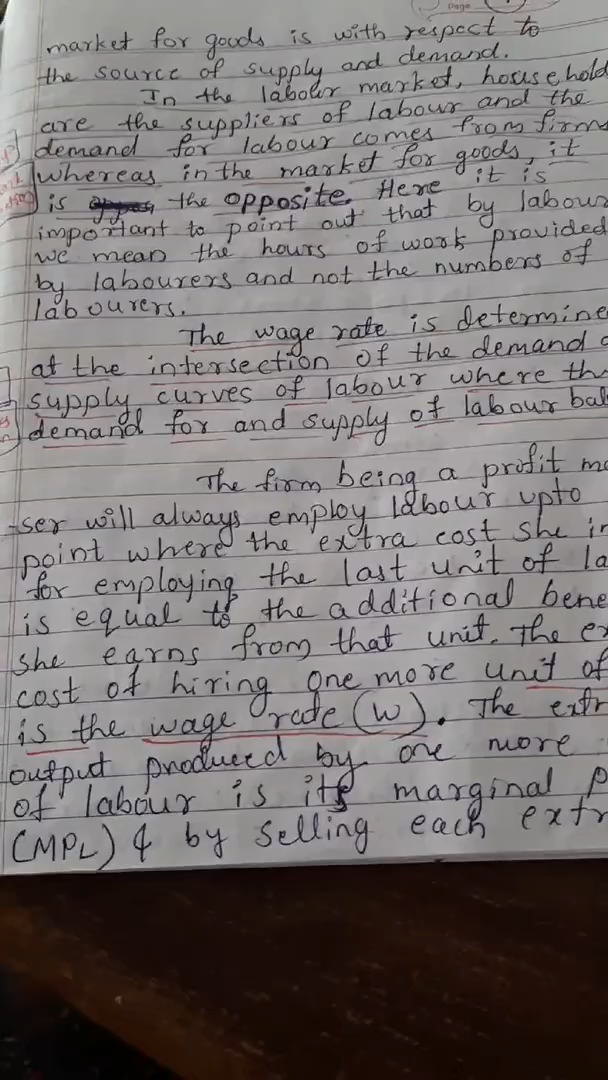 Page
market for goods is with respect to
the source of supply and demand.
In the labour market, household
are the suppliers of labour and the
demand for labour comes from firms
whereas in the market for goods, it
is the opposite. Here it is
important to point out that by labour
we mean the hours of work provided
by labourers and not the numbers of
labourers.
The wage rate is determine
at the intersection of the demand
supply curves of labour where th
demand for and supply of labour bal
The firm being a profit ma
-ser will always employ labour upto
point where the extra cost she in
for employing the last unit of la
is equal to the additional bene
she earns from that unit. The ex
cost of hiring one more unit of
is the wage rate (W). The extr
output produced by one more
of labour is its marginal p
(MPL) & by selling each extr